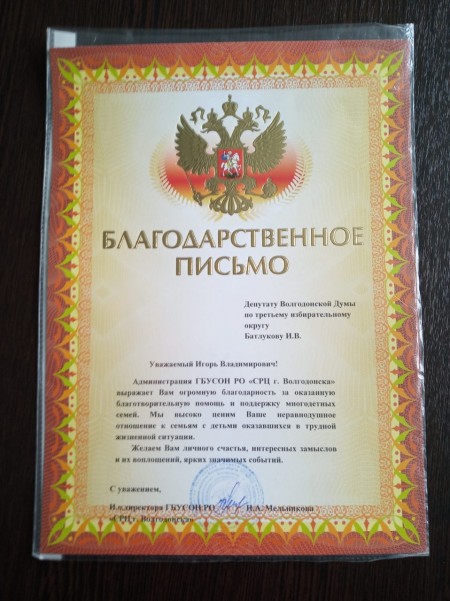 БЛАГОДАРСТВЕННОЕ
ПИСЬМО
Депутату Волгодонской Думы
по третьему избирательному
округу
Батлукову И.В.
Уважаемый Игорь Владимирович!
Администрация ГБУСОН РО «СРЦ г. Волгодонска»
выражает Вам огромную благодарность за оказанную
благотворительную помощь и поддержку многодетных
семей. Мы высоко ценим Ваше неравнодушное
отношение к семьям с детьми оказавшихся в трудной
жизненной ситуации.
Желаем Вам личного счастья, интересных замыслов
и их воплощений, ярких значимых событий.
С уважением,
И.о.директора ГБУСОН РО И.А. Мельникова
«СРЦ г. Волгодонска»